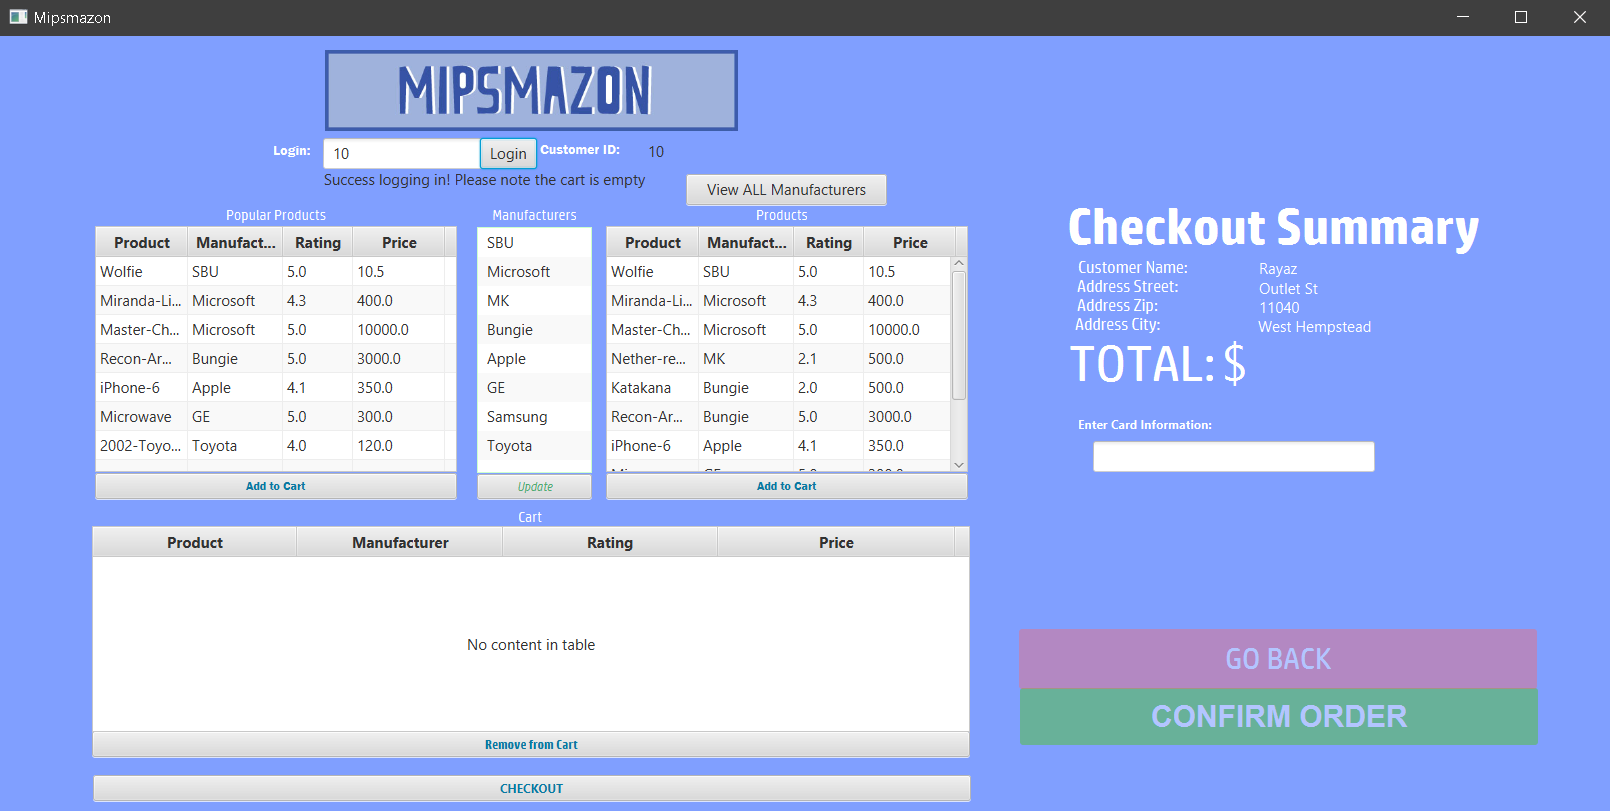 Mipsmazon
MIPSMAZON
Login: 10 Login Customer ID: 10
Success logging in! Please note the cart is empty
View ALL Manufacturers
Popular Products
Product Manufact... Rating Price
Wolfie SBU 5.0 10.5
Miranda-Li... Microsoft 4.3 400.0
Master-Ch... Microsoft 5.0 10000.0
Recon-Ar... Bungie 5.0 3000.0
iPhone-6 Apple 4.1 350.0
Microwave GE 5.0 300.0
2002-Toyo... Toyota 4.0 120.0
Add to Cart
Manufacturers
SBU
Microsoft
MK
Bungie
Apple
GE
Samsung
Toyota
Update
Products
Product Manufact... Rating Price
Wolfie SBU 5.0 10.5
Miranda-Li... Microsoft 4.3 400.0
Master-Ch... Microsoft 5.0 10000.0
Nether-re... MK 2.1 500.0
Katakana Bungie 2.0 500.0
Recon-Ar... Bungie 5.0 3000.0
iPhone-6 Apple 4.1 350.0
Add to Cart
Cart
Product Manufacturer Rating Price
No content in table
Remove from Cart
CHECKOUT
Checkout Summary
Customer Name: Rayaz
Address Street: Outlet St
Address Zip: 11040
Address City: West Hempstead
TOTAL: $
Enter Card Information:
GO BACK
CONFIRM ORDER